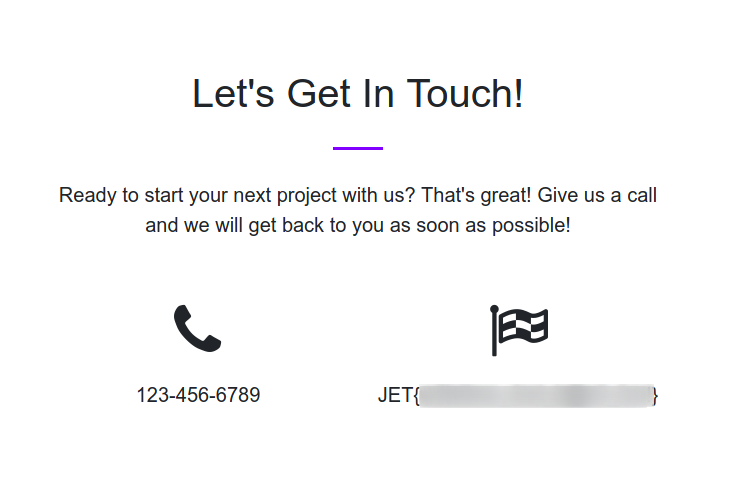 Let's Get In Touch!
Ready to start your next project with us? That's great! Give us a call
and we will get back to you as soon as possible!
123-456-6789
JET{ }